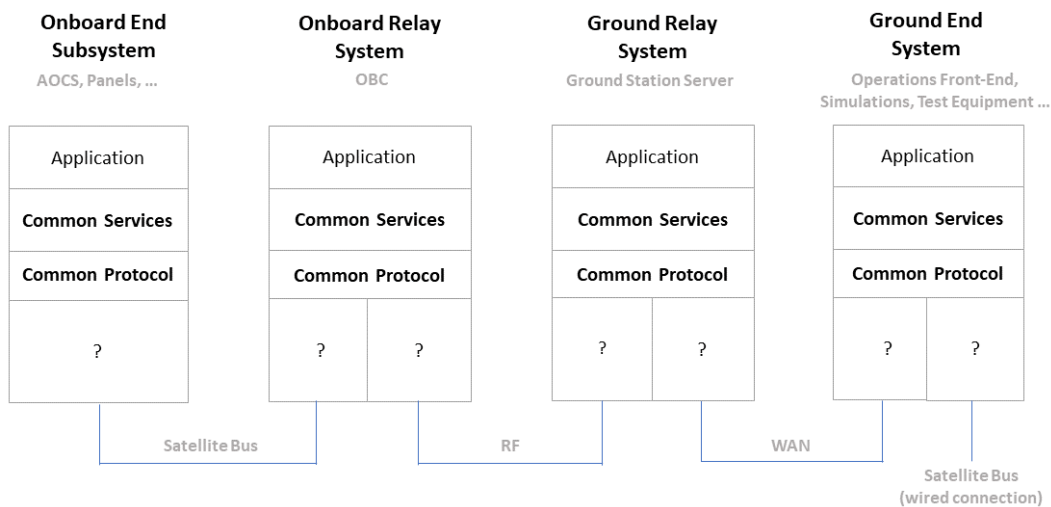 Onboard End
Subsystem
AOCS, Panels, ...
Onboard Relay
System
OBC
Ground Relay
System
Ground Station Server
Ground End
System
Operations Front-End,
Simulations, Test Equipment ...
Application
Common Services
Common Protocol
?
Application
Common Services
Common Protocol
?
?
Application
Common Services
Common Protocol
?
?
Application
Common Services
Common Protocol
?
?
Satellite Bus
RF
WAN
Satellite Bus
(wired connection)